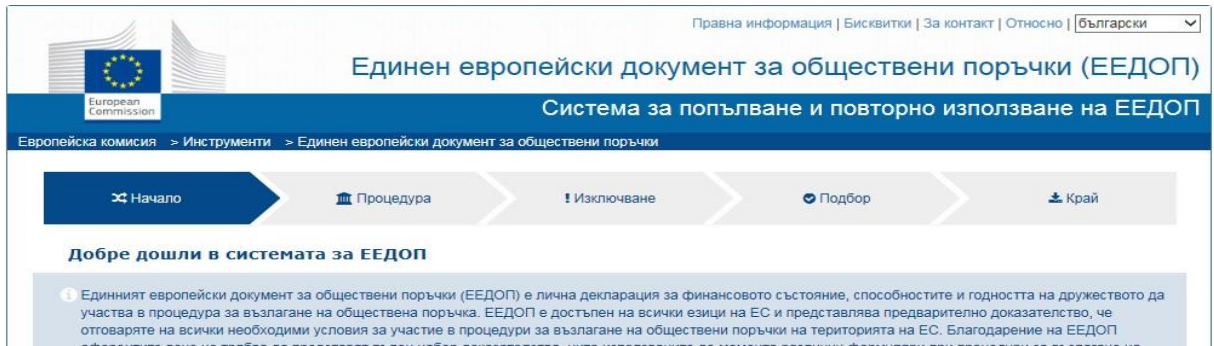 Правна информация | Бисквитки | За контакт | Относно | български
Единен европейски документ за обществени поръчки (ЕЕДОП)
European
Commission
Система за попълване и повторно използване на ЕЕДОП
Европейска комисия > Инструменти > Единен европейски документ за обществени поръчки
Начало Процедура Изключване Подбор Край
Добре дошли в системата за ЕЕДОП
Единният европейски документ за обществени поръчки (ЕЕДОП) е лична декларация за финансовото състояние, способностите и годността на дружеството да
участва в процедура за възлагане на обществена поръчка. ЕЕДОП е достъпен на всички езици на ЕС и представлява предварително доказателство, че
отговаряте на всички необходими условия за участие в процедури за възлагане на обществени поръчки на територията на ЕС. Благодарение на ЕЕДОП